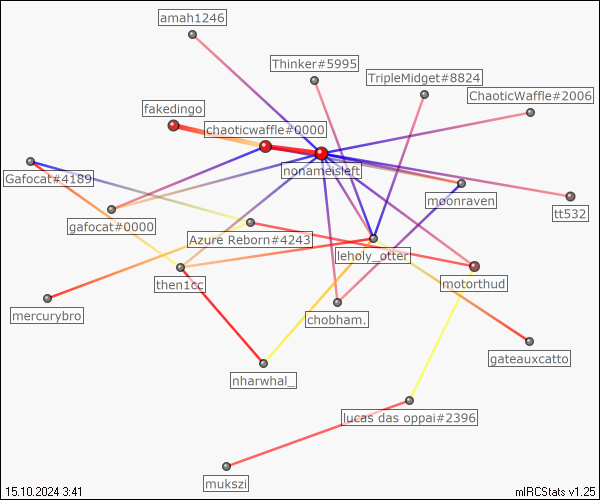 amah1246
Thinker#5995
TripleMidget#8824
ChaoticWaffle#2006
fakedingo
chaoticwaffle#0000
nonameisleft
Gafocat#4189
moonraven
tt532
gafocat#0000
Azure Reborn#4243
leholy_otter
then1cc
motorthud
mercurybro
chobham.
gateauxcatto
nharwhal_
lucas das oppai#2396
mukszi
15.10.2024 3:41
mIRCStats v1.25